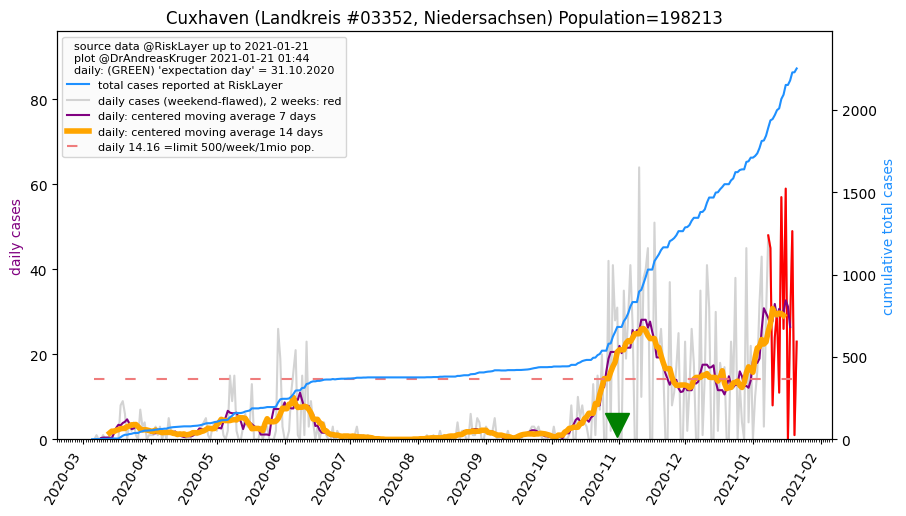 Cuxhaven (Landkreis #03352, Niedersachsen) Population=198213
source data @RiskLayer up to 2021-01-21
plot @DrAndreasKruger 2021-01-21 01:44
daily: (GREEN) 'expectation day' = 31.10.2020
total cases reported at RiskLayer
daily cases (weekend-flawed), 2 weeks: red
daily: centered moving average 7 days
daily: centered moving average 14 days
daily 14.16 =limit 500/week/1mio pop.
daily cases
80
60
40
20
0
cumulative total cases
2000
1500
1000
500
0
2020-03
2020-04
2020-05
2020-06
2020-07
2020-08
2020-09
2020-10
2020-11
2020-12
2021-01
2021-02